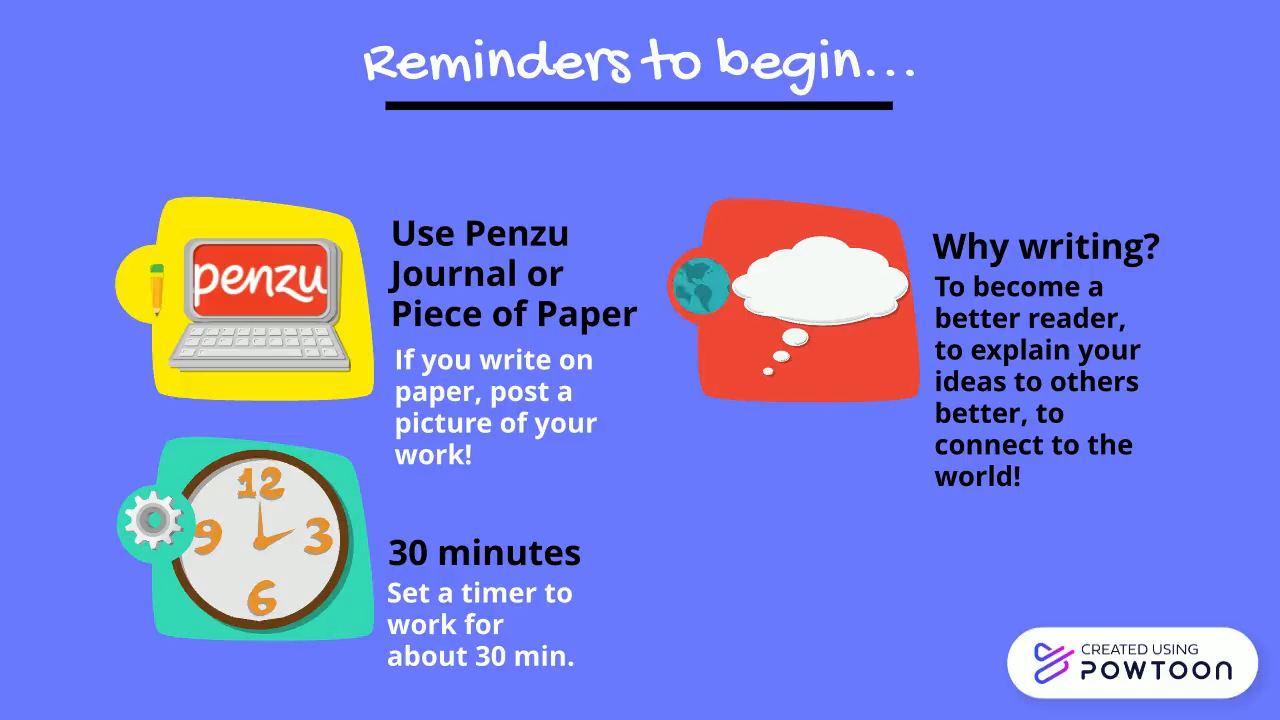 Reminders to begin...
penzu
Use Penzu
Journal or
Piece of Paper
If you write on
paper, post a
picture of your
work!
12
9
3
6
30 minutes
Set a timer to
work for
about 30 min.
Why writing?
To become a
better reader,
to explain your
ideas to others
better, to
connect to the
world!
CREATED USING
POWTOON